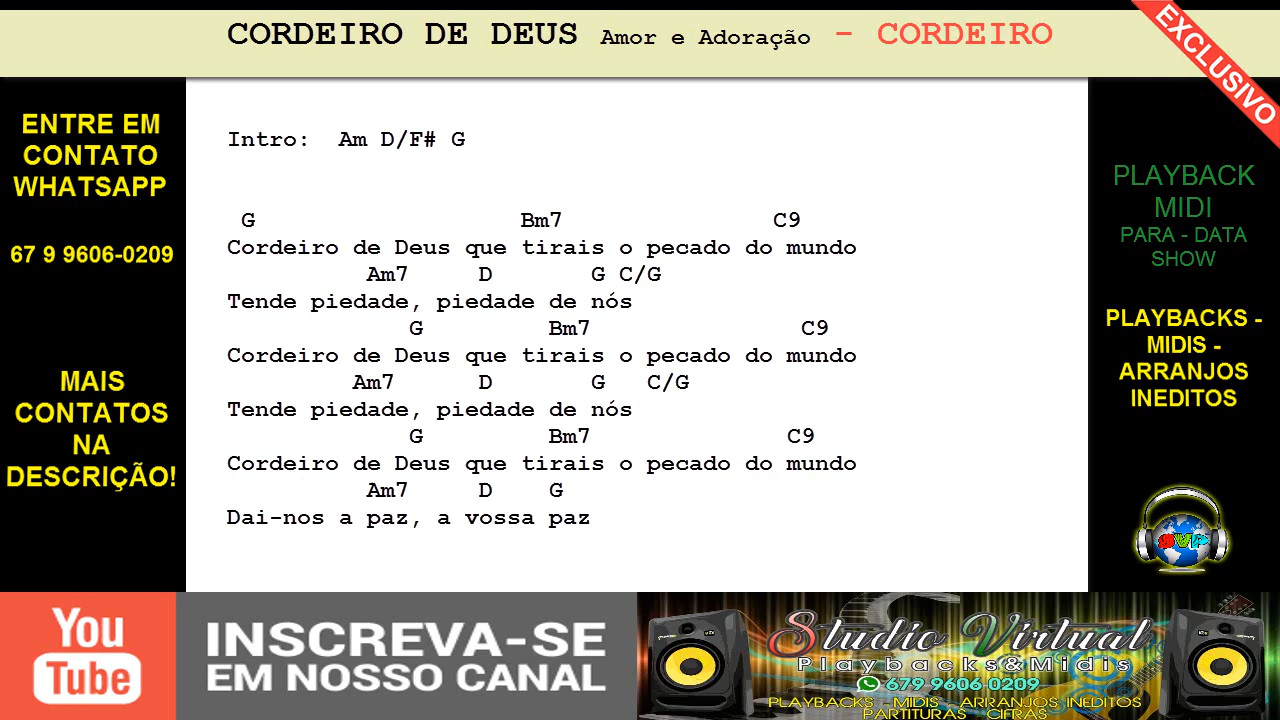 CORDEIRO DE DEUS Amor e Adoração - CORDEIRO
EXCLUSIVO
ENTRE EM
CONTATO
WHATSAPP
67 9 9606-0209
MAIS
CONTATOS
NA
DESCRIÇÃO!
Intro:  Am D/F# G
 G                   Bm7               C9
Cordeiro de Deus que tirais o pecado do mundo
          Am7     D       G C/G
Tende piedade, piedade de nós
             G         Bm7               C9
Cordeiro de Deus que tirais o pecado do mundo
         Am7      D       G   C/G
Tende piedade, piedade de nós
             G         Bm7              C9
Cordeiro de Deus que tirais o pecado do mundo
          Am7     D    G
Dai-nos a paz, a vossa paz
PLAYBACK
MIDI
PARA - DATA
SHOW
PLAYBACKS -
MIDIS -
ARRANJOS
INEDITOS
SVP
You
Tube
INSCREVA-SE
EM NOSSO CANAL
Studio Virtual
Playbacks&Midis
679 9606 0209
PLAYBACKS - MIDIS - ARRANJOS INEDITOS
PARTITURAS - CIFRAS